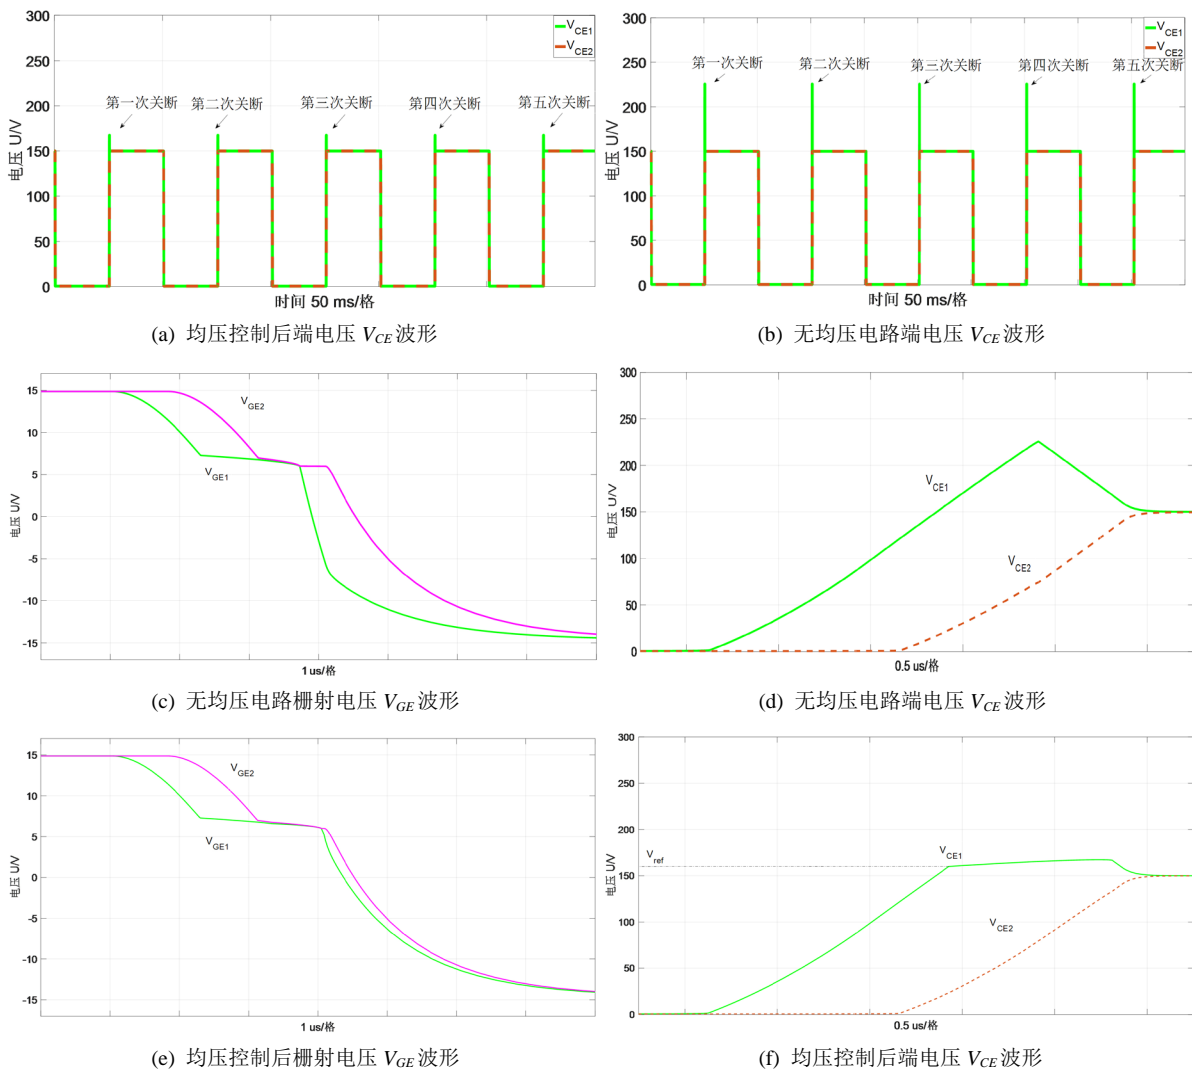 300
250
200
150
100
50
0
电压 U/V
V_CE1
V_CE2
第一次关断
第二次关断
第三次关断
第四次关断
第五次关断
时间 50 ms/格
(a) 均压控制后端电压 V_CE 波形
300
250
200
150
100
50
0
电压 U/V
V_CE1
V_CE2
第一次关断
第二次关断
第三次关断
第四次关断
第五次关断
时间 50 ms/格
(b) 无均压电路端电压 V_CE 波形
15
10
5
0
-5
-10
-15
电压 U/V
V_GE2
V_GE1
1 us/格
(c) 无均压电路栅射电压 V_GE 波形
300
250
200
150
100
50
0
电压 U/V
V_CE1
V_CE2
0.5 us/格
(d) 无均压电路端电压 V_CE 波形
15
10
5
0
-5
-10
-15
电压 U/V
V_GE2
V_GE1
1 us/格
(e) 均压控制后栅射电压 V_GE 波形
300
250
200
150
100
50
0
电压 U/V
V_ref
V_CE1
V_CE2
0.5 us/格
(f) 均压控制后端电压 V_CE 波形